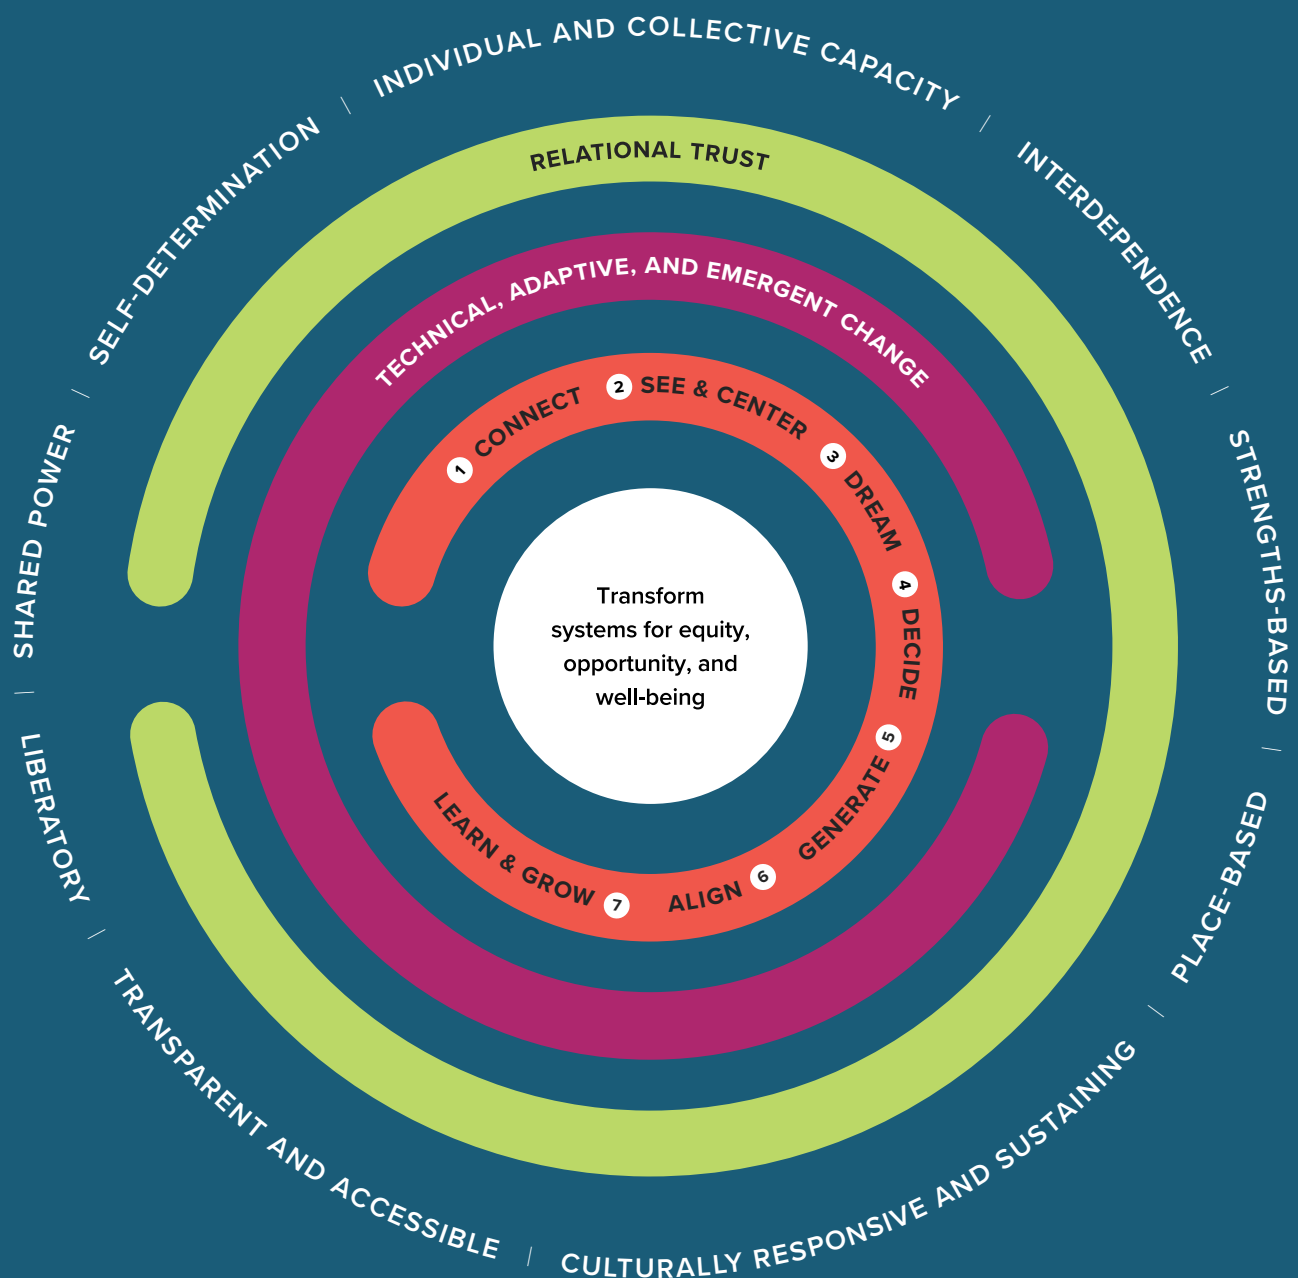 INDIVIDUAL AND COLLECTIVE CAPACITY
INTERDEPENDENCE
STRENGTHS-BASED
PLACE-BASED
CULTURALLY RESPONSIVE AND SUSTAINING
TRANSPARENT AND ACCESSIBLE
LIBERATORY
SHARED POWER
SELF-DETERMINATION
RELATIONAL TRUST
TECHNICAL, ADAPTIVE, AND EMERGENT CHANGE
1 CONNECT
2 SEE & CENTER
3 DREAM
4 DECIDE
5 GENERATE
6 ALIGN
7 LEARN & GROW
Transform
systems for equity,
opportunity, and
well-being